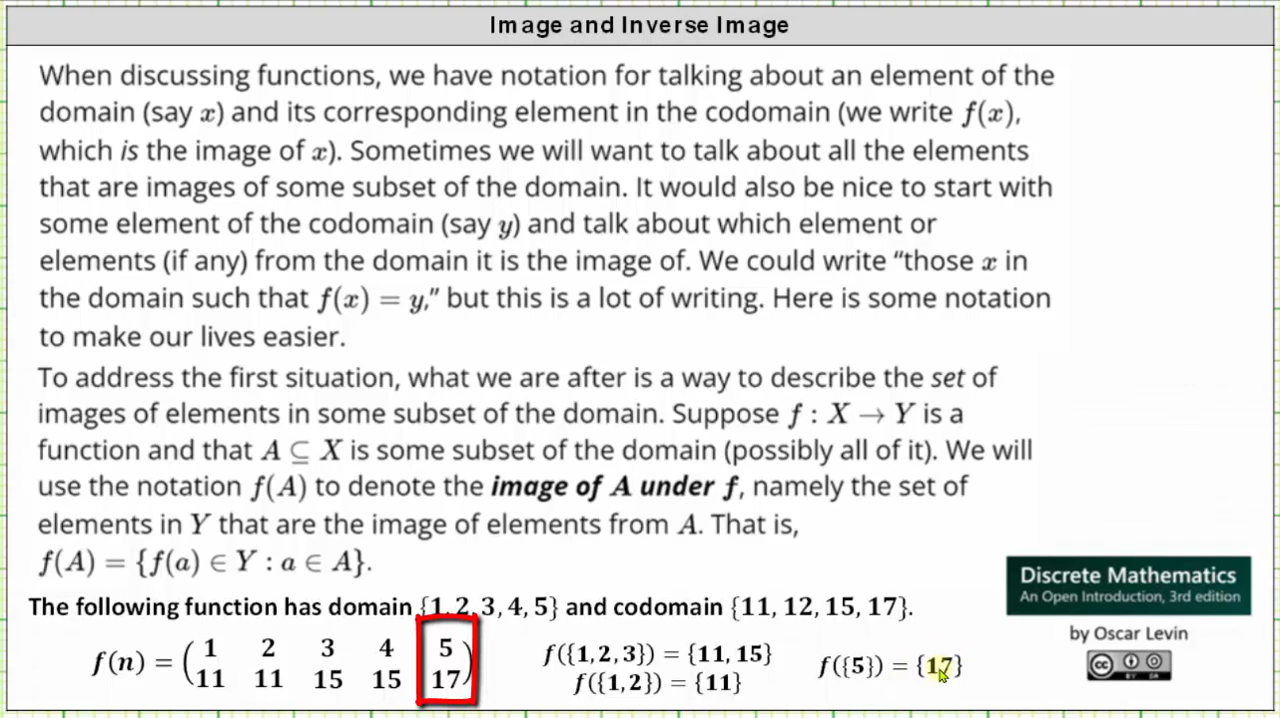 Image and Inverse Image
When discussing functions, we have notation for talking about an element of the
domain (say x) and its corresponding element in the codomain (we write f(x),
which is the image of x). Sometimes we will want to talk about all the elements
that are images of some subset of the domain. It would also be nice to start with
some element of the codomain (say y) and talk about which element or
elements (if any) from the domain it is the image of. We could write “those x in
the domain such that f(x) = y,” but this is a lot of writing. Here is some notation
to make our lives easier.
To address the first situation, what we are after is a way to describe the set of
images of elements in some subset of the domain. Suppose f : X → Y is a
function and that A ⊆ X is some subset of the domain (possibly all of it). We will
use the notation f(A) to denote the image of A under f, namely the set of
elements in Y that are the image of elements from A. That is,
f(A) = {f(a) ∈ Y : a ∈ A}.
Discrete Mathematics
An Open Introduction, 3rd edition
by Oscar Levin
cc BY SA
The following function has domain {1, 2, 3, 4, 5} and codomain {11, 12, 15, 17}.
f(n) = (1 2 3 4 5
11 11 15 15 17)
f({1, 2, 3}) = {11, 15}
f({1, 2}) = {11}
f({5}) = {17}